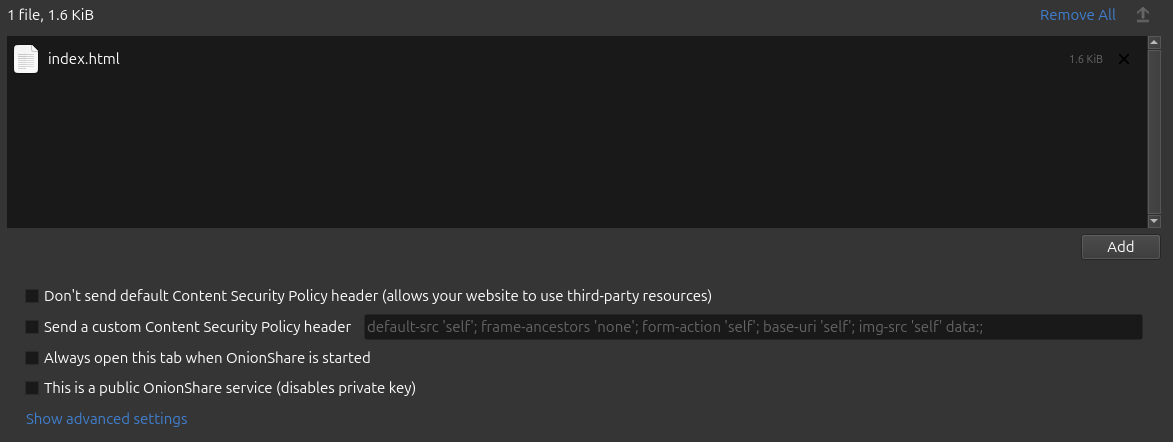 1 file, 1.6 KiB
Remove All
index.html
1.6 KiB
Add
Don't send default Content Security Policy header (allows your website to use third-party resources)
Send a custom Content Security Policy header
default-src 'self'; frame-ancestors 'none'; form-action 'self'; base-uri 'self'; img-src 'self' data:;
Always open this tab when OnionShare is started
This is a public OnionShare service (disables private key)
Show advanced settings